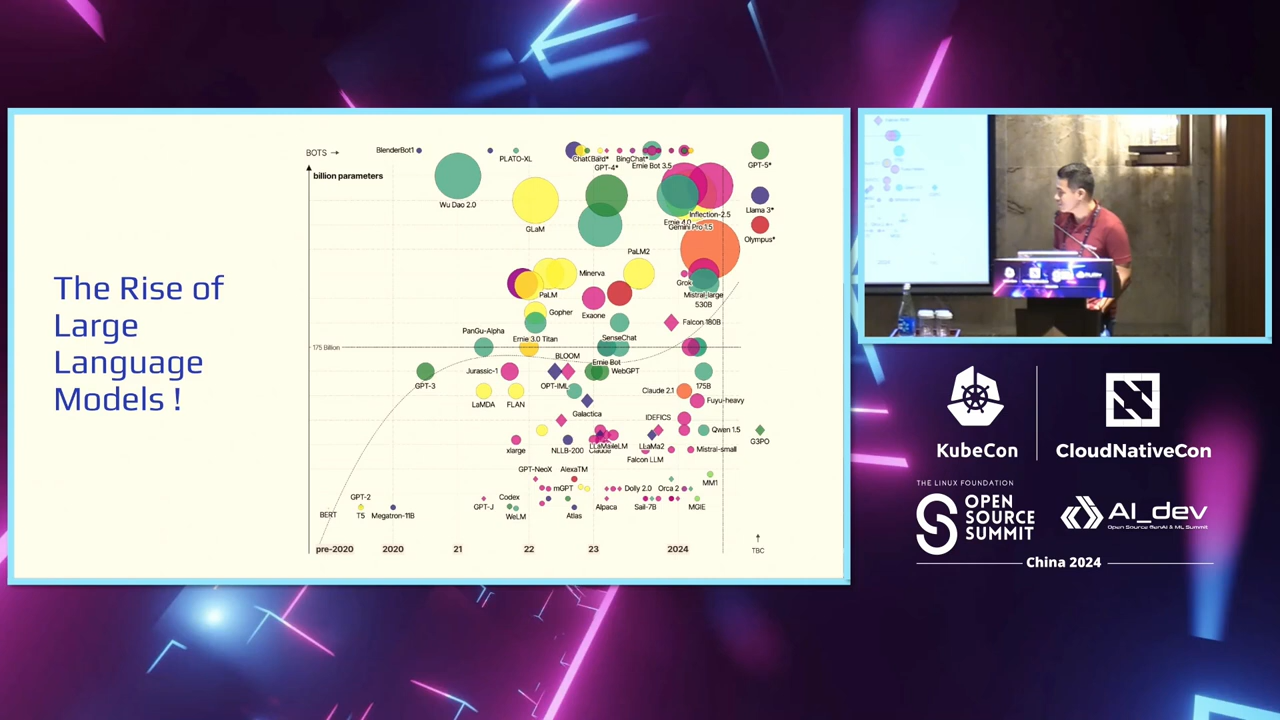 The Rise of
Large
Language
Models !
BOTS →
BlenderBot1
PLATO-XL
BingChat*
GPT-4*
Ernie Bot 3.5
GPT-5*
billion parameters
Wu Dao 2.0
GLaM
Llama 3*
Inflection-2.5
Ernie 4.0
Gemini Pro 1.5
Olympus*
PaLM2
Minerva
PaLM
Mistral-large
530B
Gopher
Exaone
Falcon 180B
PanGu-Alpha
Ernie 3.0 Titan
SenseChat
175 Billion
BLOOM
Ernie Bot
GPT-3
Jurassic-1
OPT-IML
WebGPT
175B
LaMDA
FLAN
Claude 2.1
Fuyu-heavy
Galactica
IDEFICS
Qwen 1.5
G3PO
xlarge
NLLB-200
LLaMa2
Mistral-small
Falcon LLM
GPT-NeoX
AlexaTM
MM1
mGPT
Dolly 2.0
Orca 2
GPT-2
Codex
GPT-J
BERT
T5
Megatron-11B
WeLM
Atlas
Alpaca
Sail-7B
MGIE
pre-2020
2020
21
22
23
2024
TBC
KubeCon
CloudNativeCon
THE LINUX FOUNDATION
OPEN
SOURCE
SUMMIT
AI_dev
Open Source GenAI & ML Summit
China 2024